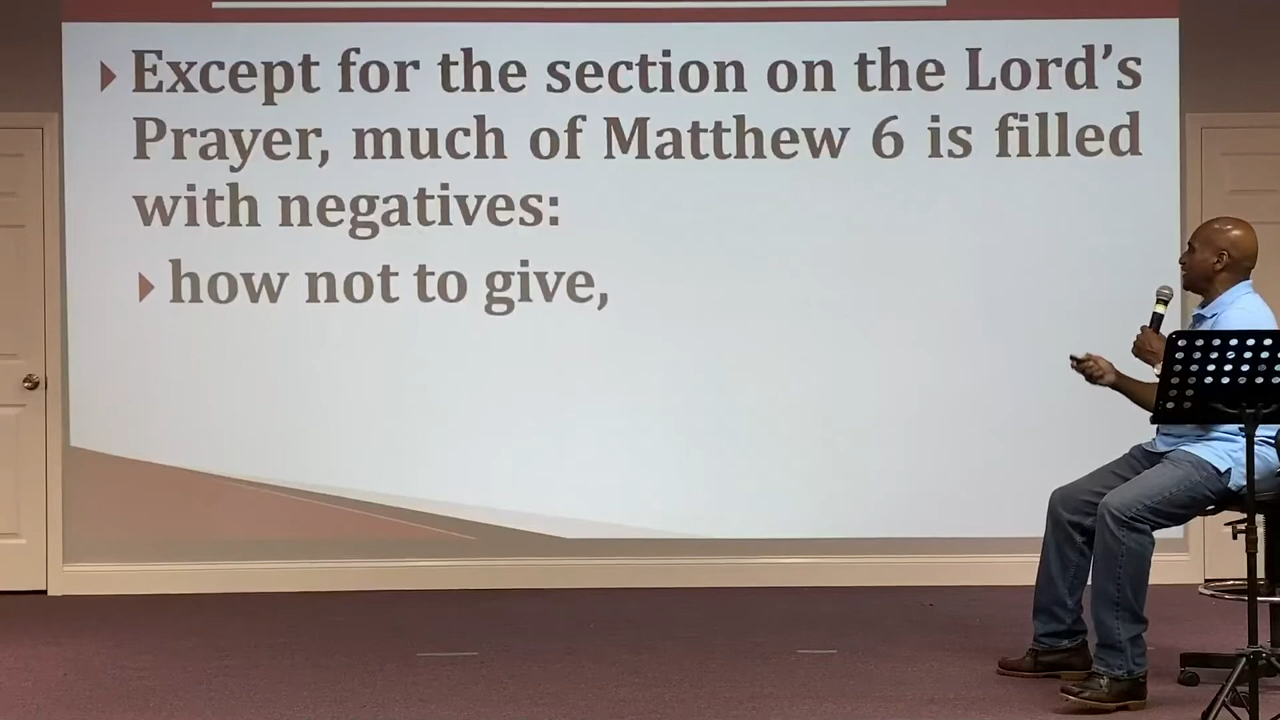 Except for the section on the Lord’s
Prayer, much of Matthew 6 is filled
with negatives:
how not to give,